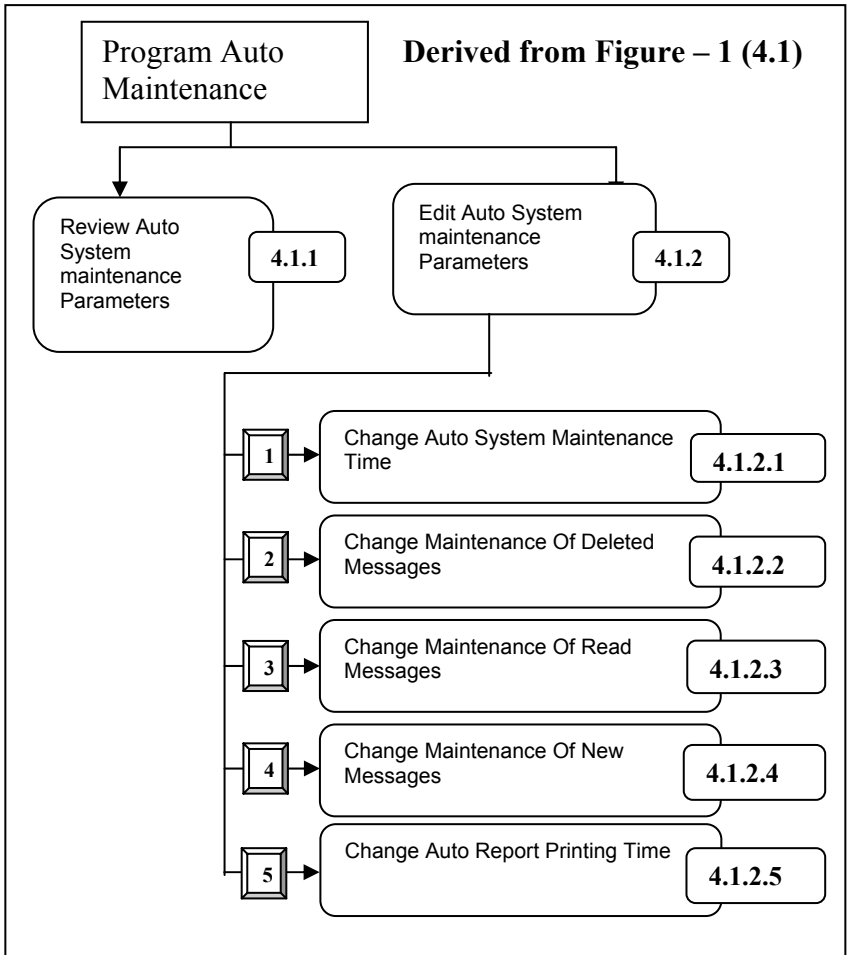 Program Auto
Maintenance
Derived from Figure – 1 (4.1)
Review Auto
System
maintenance
Parameters
4.1.1
Edit Auto System
maintenance
Parameters
4.1.2
1
Change Auto System Maintenance
Time
4.1.2.1
2
Change Maintenance Of Deleted
Messages
4.1.2.2
3
Change Maintenance Of Read
Messages
4.1.2.3
4
Change Maintenance Of New
Messages
4.1.2.4
5
Change Auto Report Printing Time
4.1.2.5